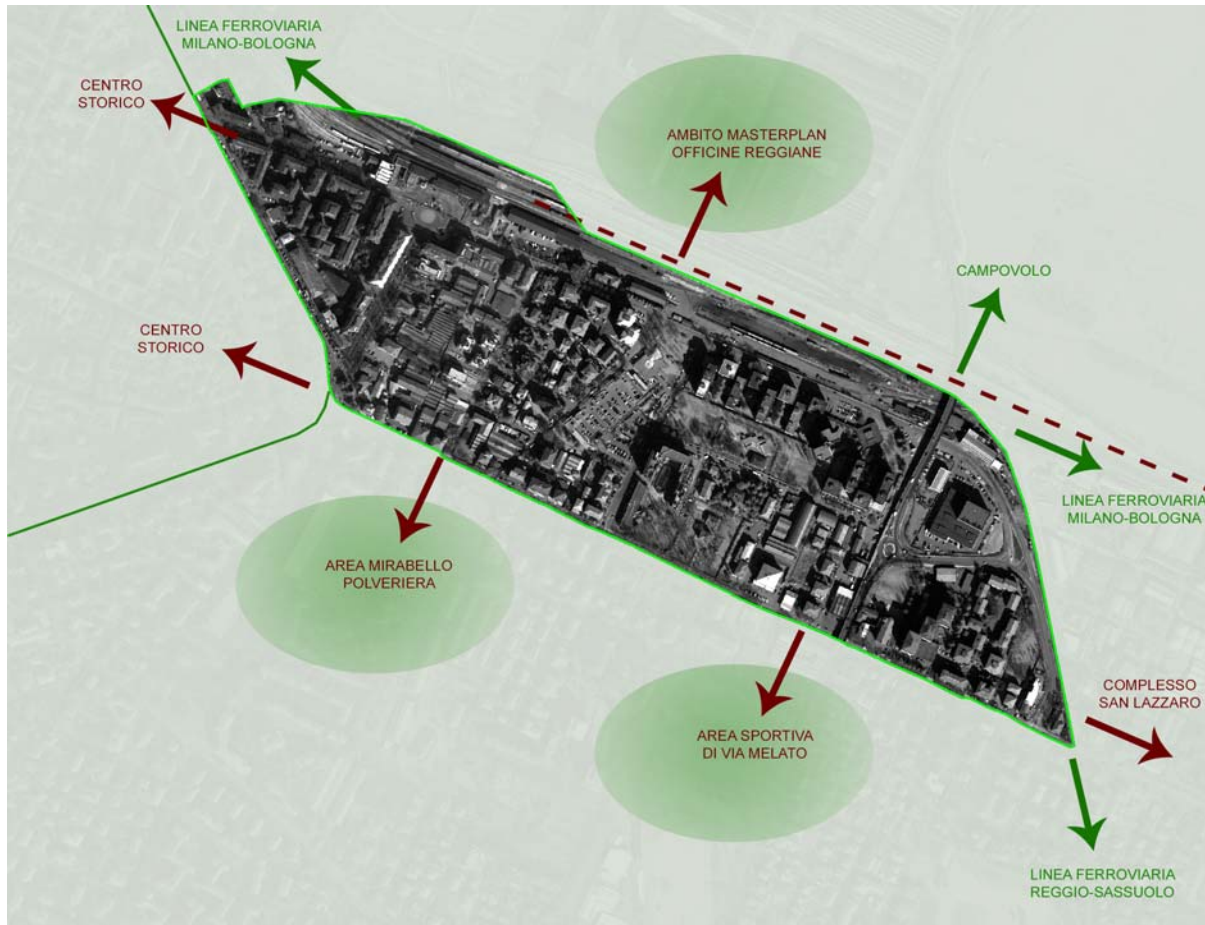 LINEA FERROVIARIA
MILANO-BOLOGNA
CENTRO
STORICO
AMBITO MASTERPLAN
OFFICINE REGGIANE
CAMPOVOLO
CENTRO
STORICO
LINEA FERROVIARIA
MILANO-BOLOGNA
AREA MIRABELLO
POLVERIERA
COMPLESSO
SAN LAZZARO
AREA SPORTIVA
DI VIA MELATO
LINEA FERROVIARIA
REGGIO-SASSUOLO